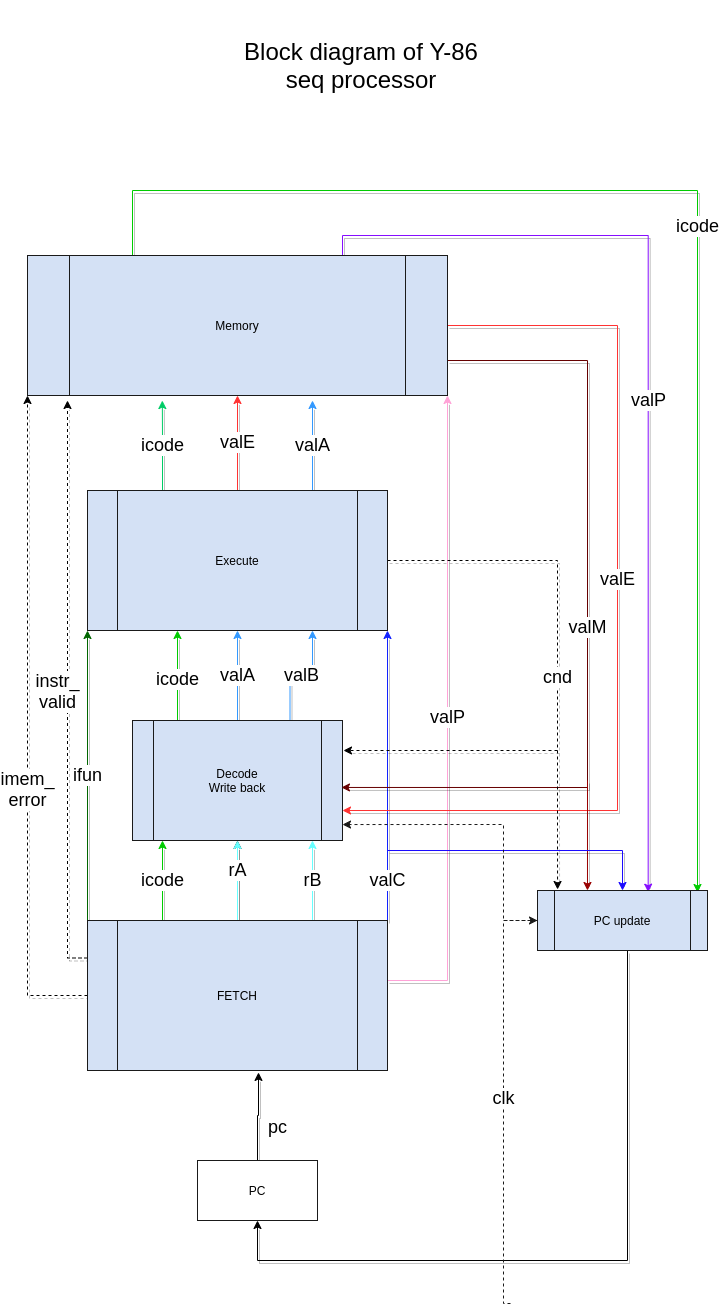 Block diagram of Y-86
seq processor
icode
Memory
valP
icode
valE
valA
Execute
valE
valM
icode
valA
valB
cnd
instr_
valid
valP
imem_
error
ifun
Decode
Write back
icode
rA
rB
valC
PC update
FETCH
clk
pc
PC